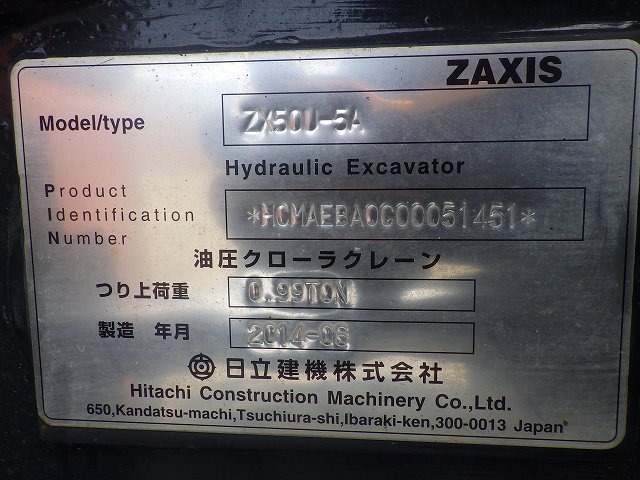 ZAXIS
Model/type ZX50U-5A
Hydraulic Excavator
Product
Identification
Number *HCMAEBA0C00051451*
油圧クローラクレーン
つり上荷重 0.99TON
製造 年月 2014-06
日立建機株式会社
Hitachi Construction Machinery Co.,Ltd.
650,Kandatsu-machi,Tsuchiura-shi,Ibaraki-ken,300-0013 Japan